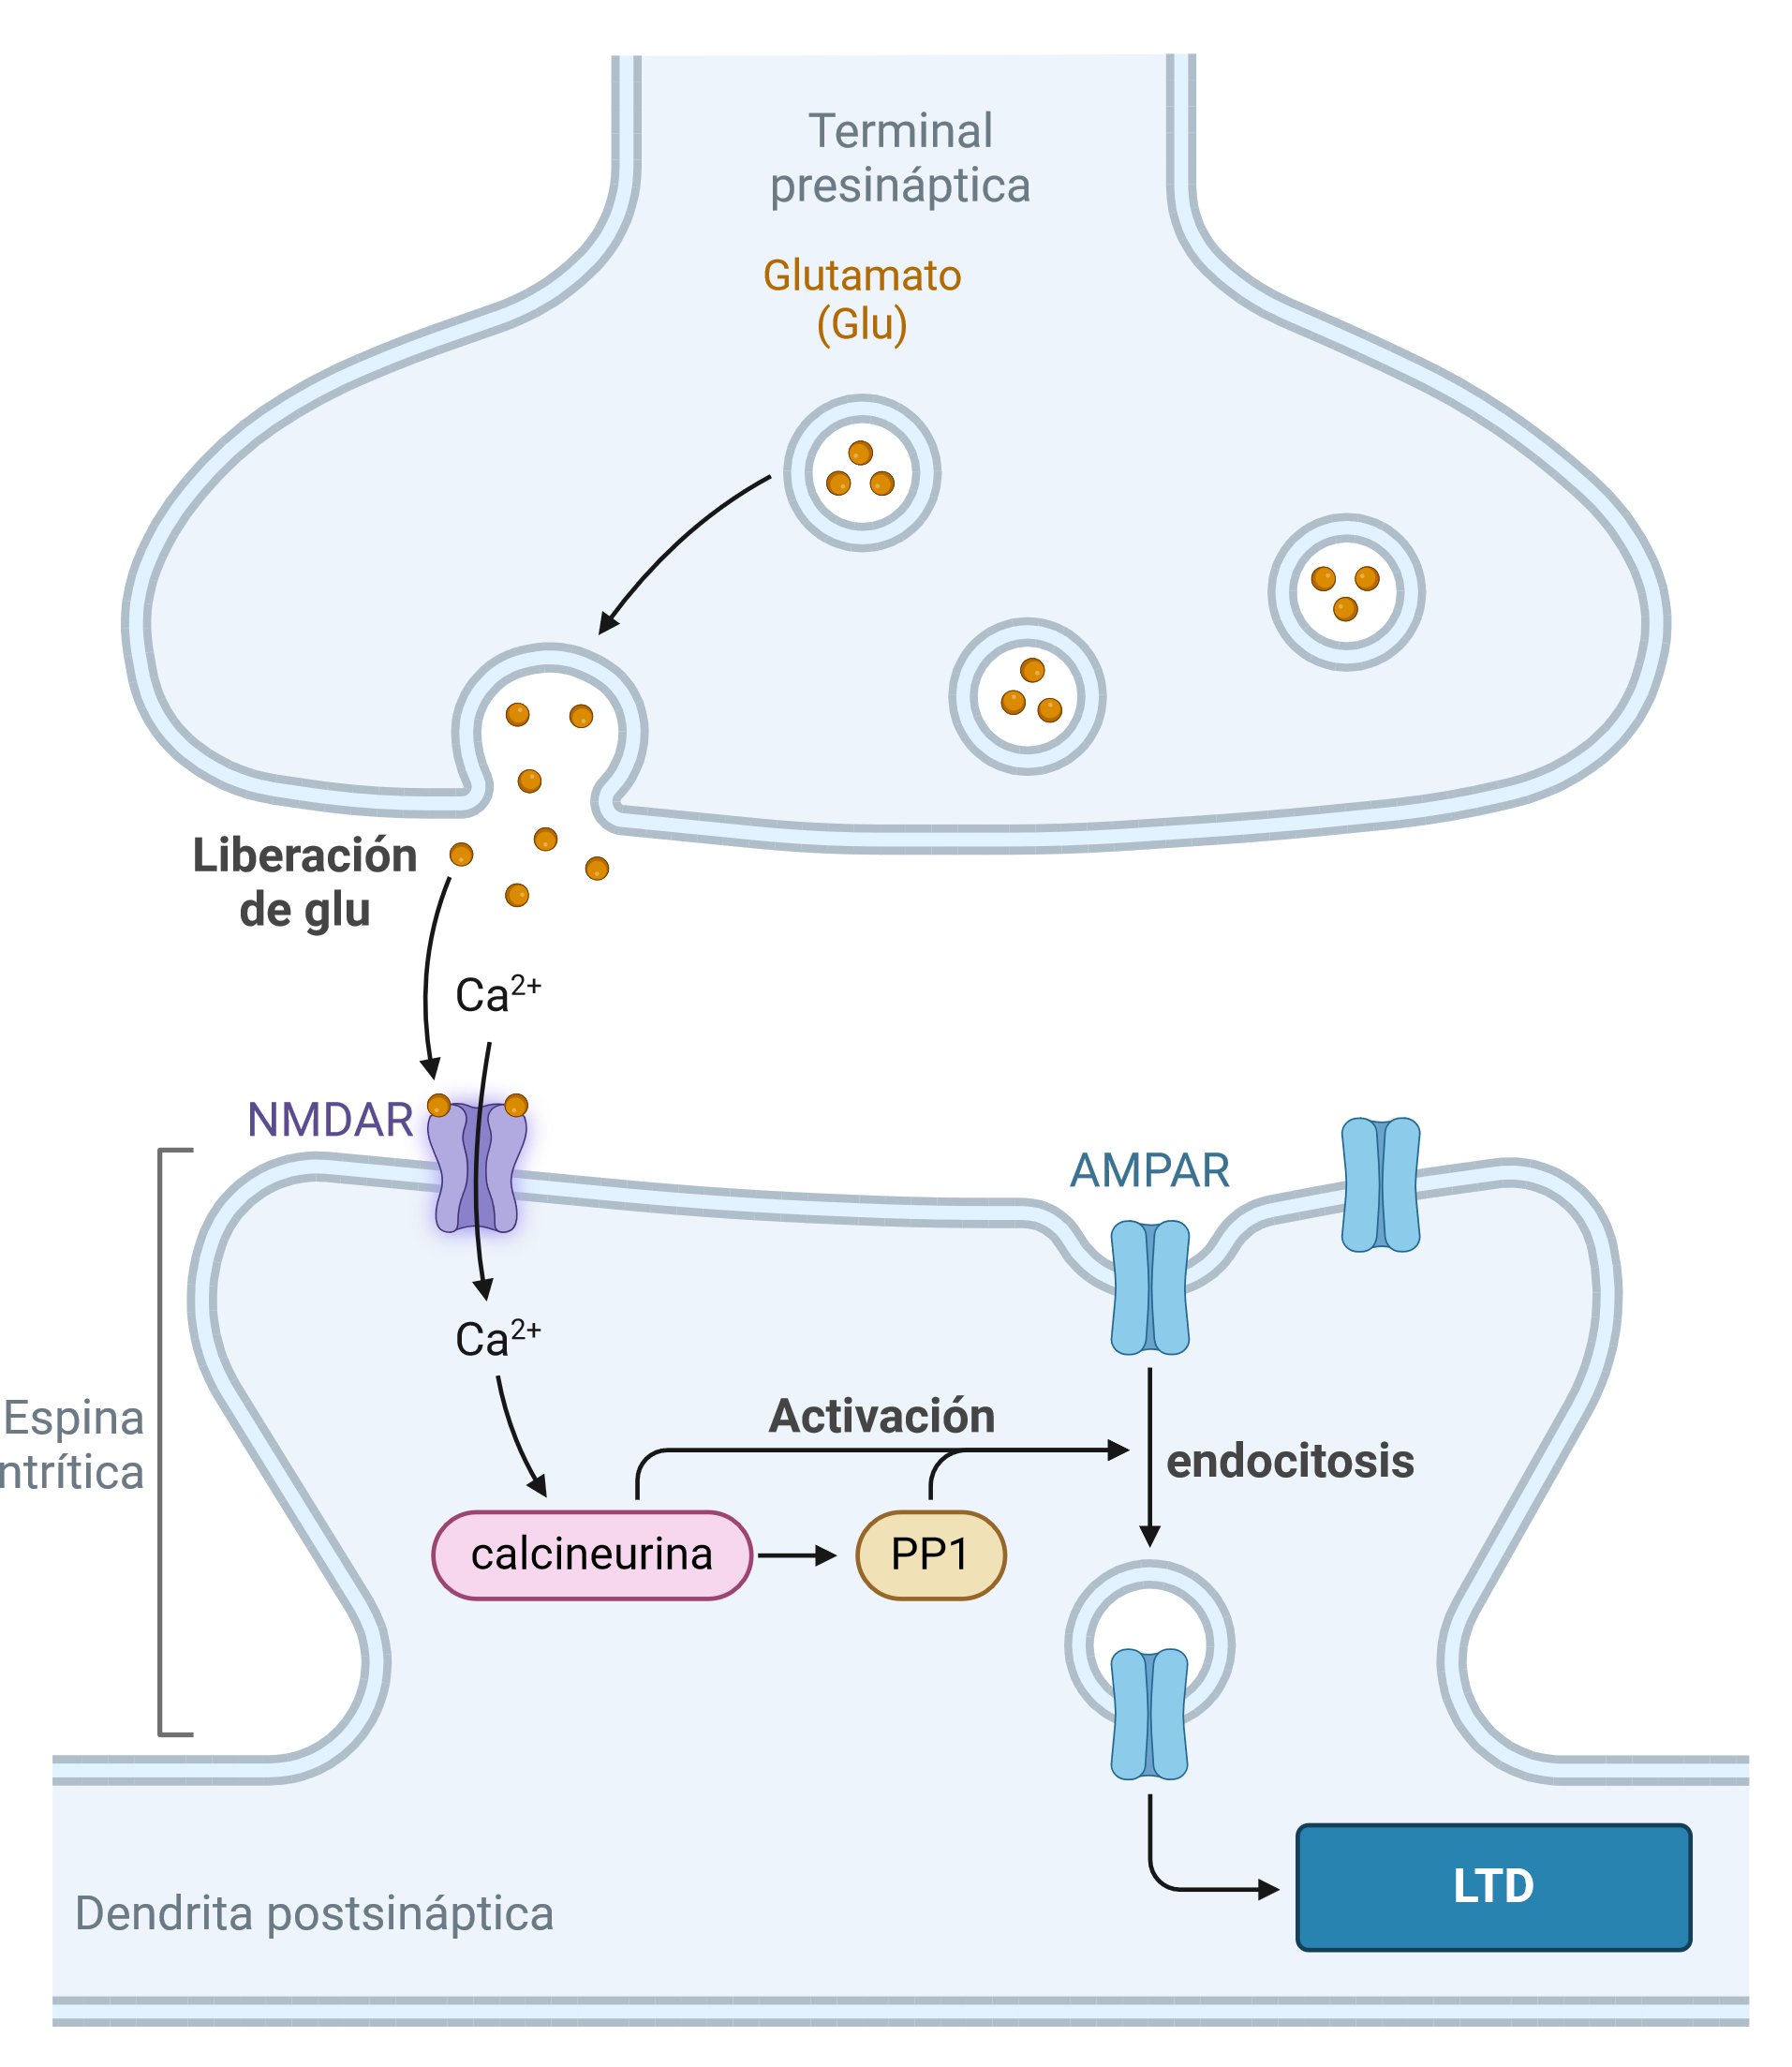 Terminal
presináptica
Glutamato
(Glu)
Liberación
de glu
Ca²⁺
NMDAR
AMPAR
Ca²⁺
Espina
ntrítica
Activación
endocitosis
calcineurina
PP1
LTD
Dendrita postsináptica